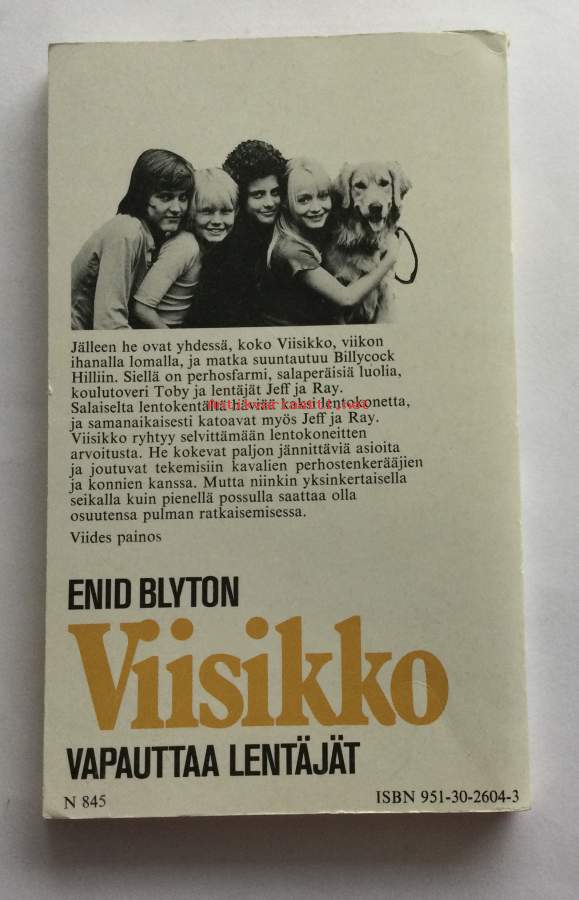 Jälleen he ovat yhdessä, koko Viisikko, viikon
ihanalla lomalla, ja matka suuntautuu Billycock
Hilliin. Siellä on perhosfarmi, salaperäisiä luolia,
koulutoveri Toby ja lentäjät Jeff ja Ray.
Salaiselta lentokentältä häviää kaksi lentokonetta,
ja samanaikaisesti katoavat myös Jeff ja Ray.
Viisikko ryhtyy selvittämään lentokoneitten
arvoitusta. He kokevat paljon jännittäviä asioita
ja joutuvat tekemisiin kavalien perhostenkerääjien
ja konnien kanssa. Mutta niinkin yksinkertaisella
seikalla kuin pienellä possulla saattaa olla
osuutensa pulman ratkaisemisessa.
Viides painos
ENID BLYTON
Viisikko
VAPAUTTAA LENTÄJÄT
N 845
ISBN 951-30-2604-3